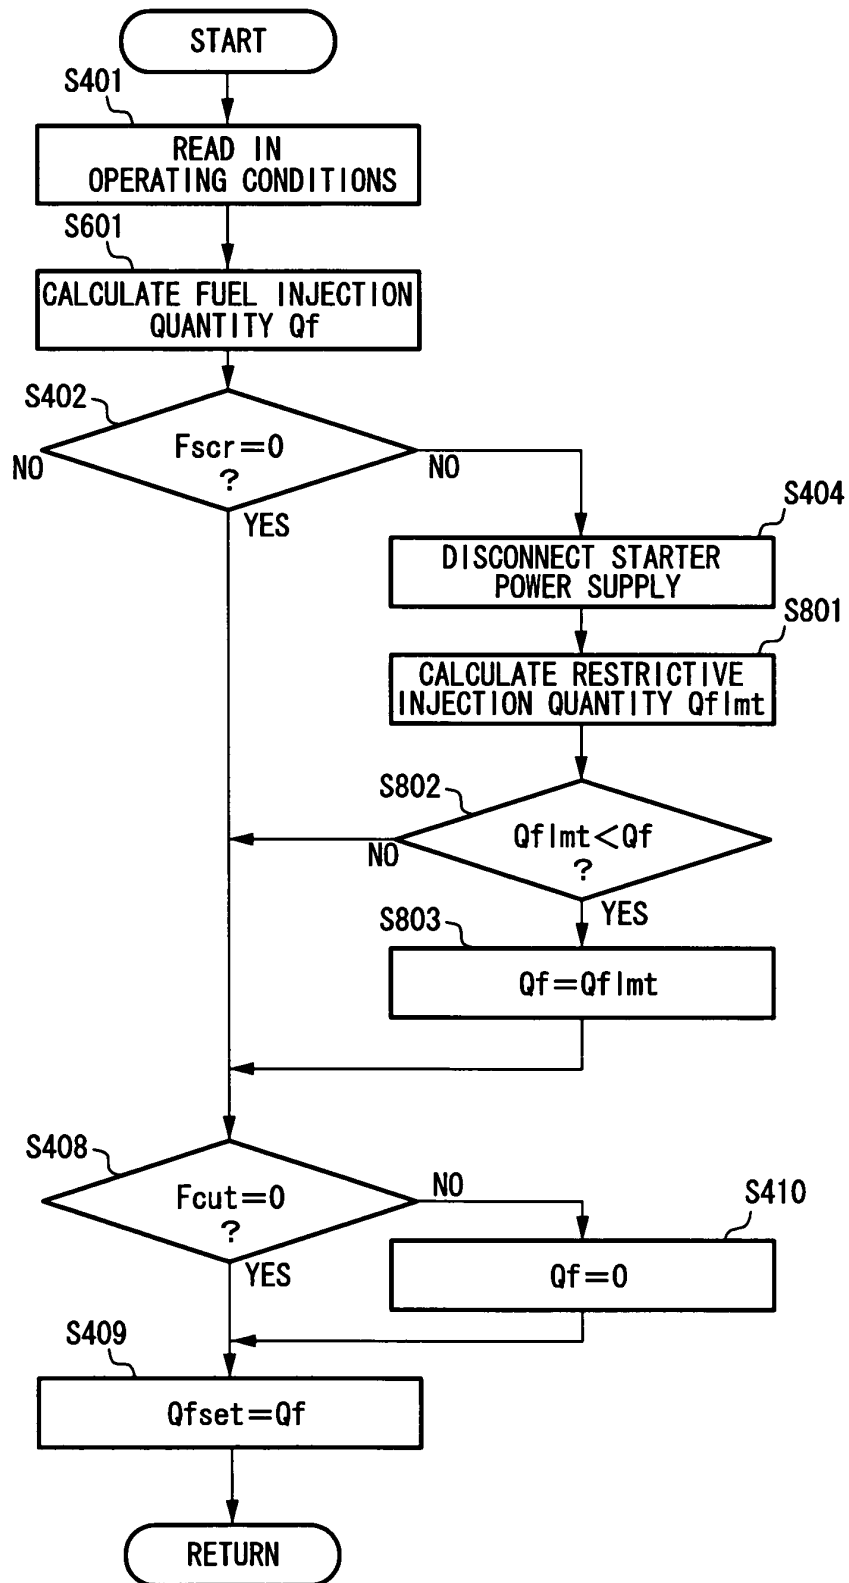 START
S401
READ IN
OPERATING CONDITIONS
S601
CALCULATE FUEL INJECTION
QUANTITY Qf
S402
Fscr=0
?
NO
NO
YES
S404
DISCONNECT STARTER
POWER SUPPLY
S801
CALCULATE RESTRICTIVE
INJECTION QUANTITY Qflmt
S802
Qflmt<Qf
?
NO
YES
S803
Qf=Qflmt
S408
Fcut=0
?
NO
YES
S410
Qf=0
S409
Qfset=Qf
RETURN